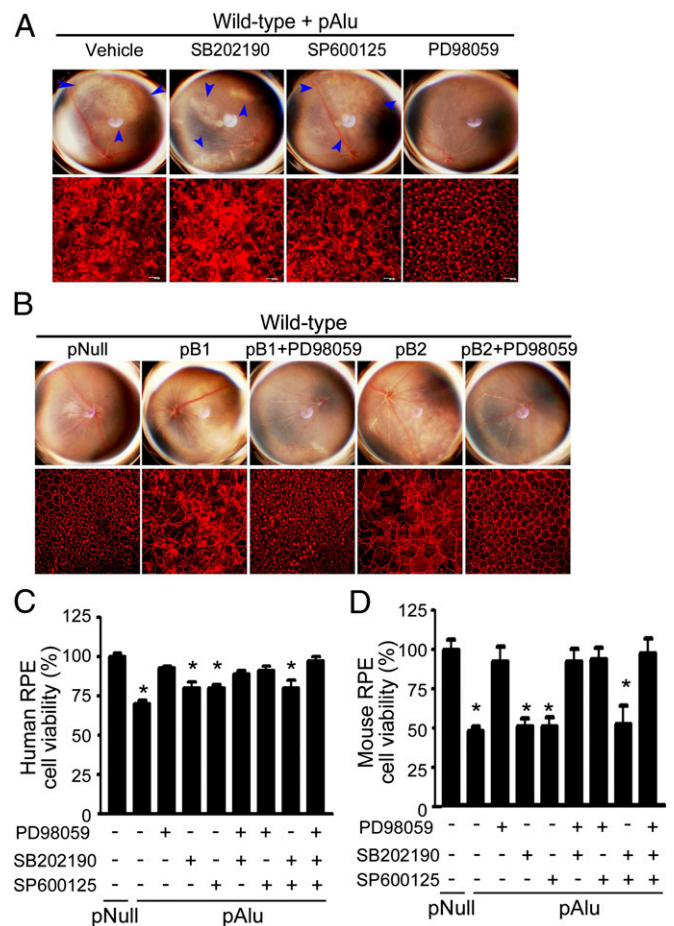 A
Wild-type + pAlu
Vehicle SB202190 SP600125 PD98059
B
Wild-type
pNull pB1 pB1+PD98059 pB2 pB2+PD98059
C
Human RPE
cell viability (%)
125
100
75
50
25
0
* * * *
PD98059 - - + - - + + - +
SB202190 - - - + - + - + +
SP600125 - - - - + - + + +
pNull pAlu
D
Mouse RPE
cell viability (%)
125
100
75
50
25
0
* * * *
PD98059 - - + - - + + - +
SB202190 - - - + - + - + +
SP600125 - - - - + - + + +
pNull pAlu